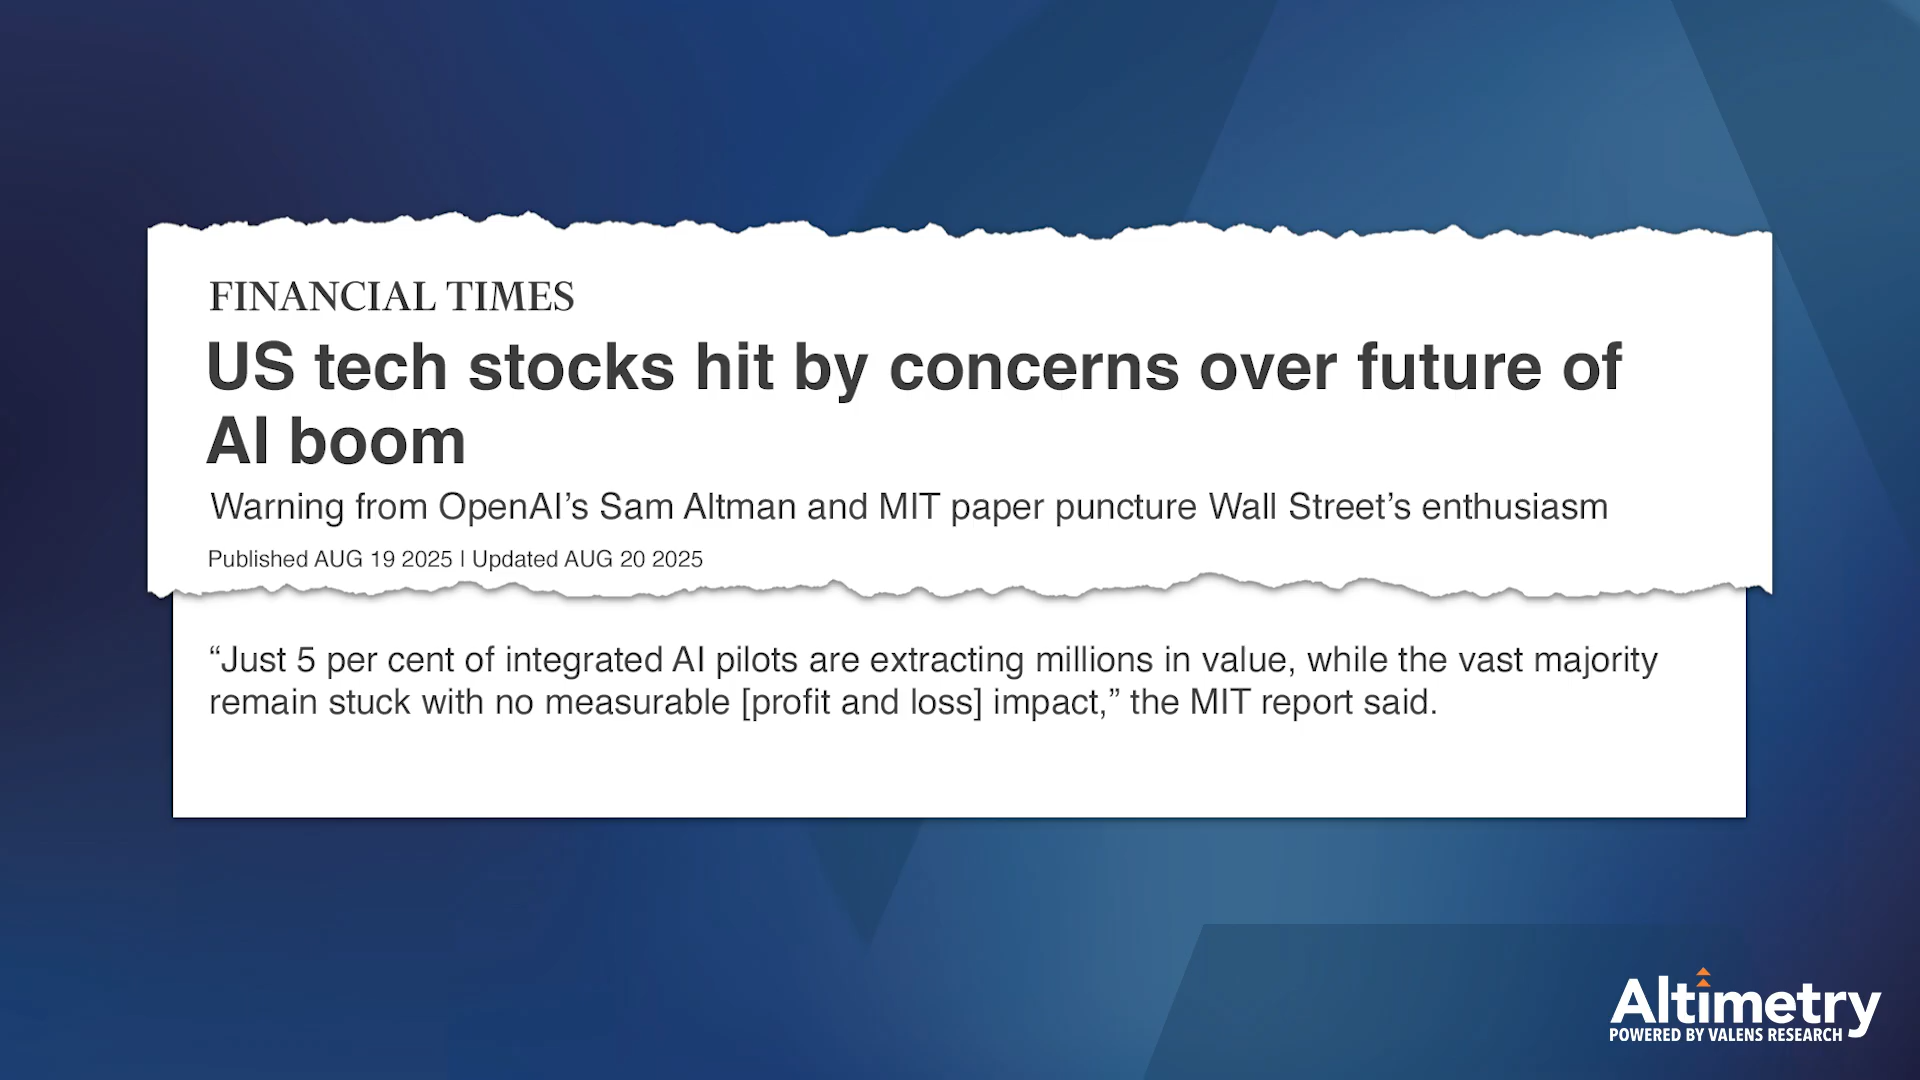 FINANCIAL TIMES
US tech stocks hit by concerns over future of
AI boom
Warning from OpenAI’s Sam Altman and MIT paper puncture Wall Street’s enthusiasm
Published AUG 19 2025 | Updated AUG 20 2025
“Just 5 per cent of integrated AI pilots are extracting millions in value, while the vast majority
remain stuck with no measurable [profit and loss] impact,” the MIT report said.
Altimetry
POWERED BY VALENS RESEARCH